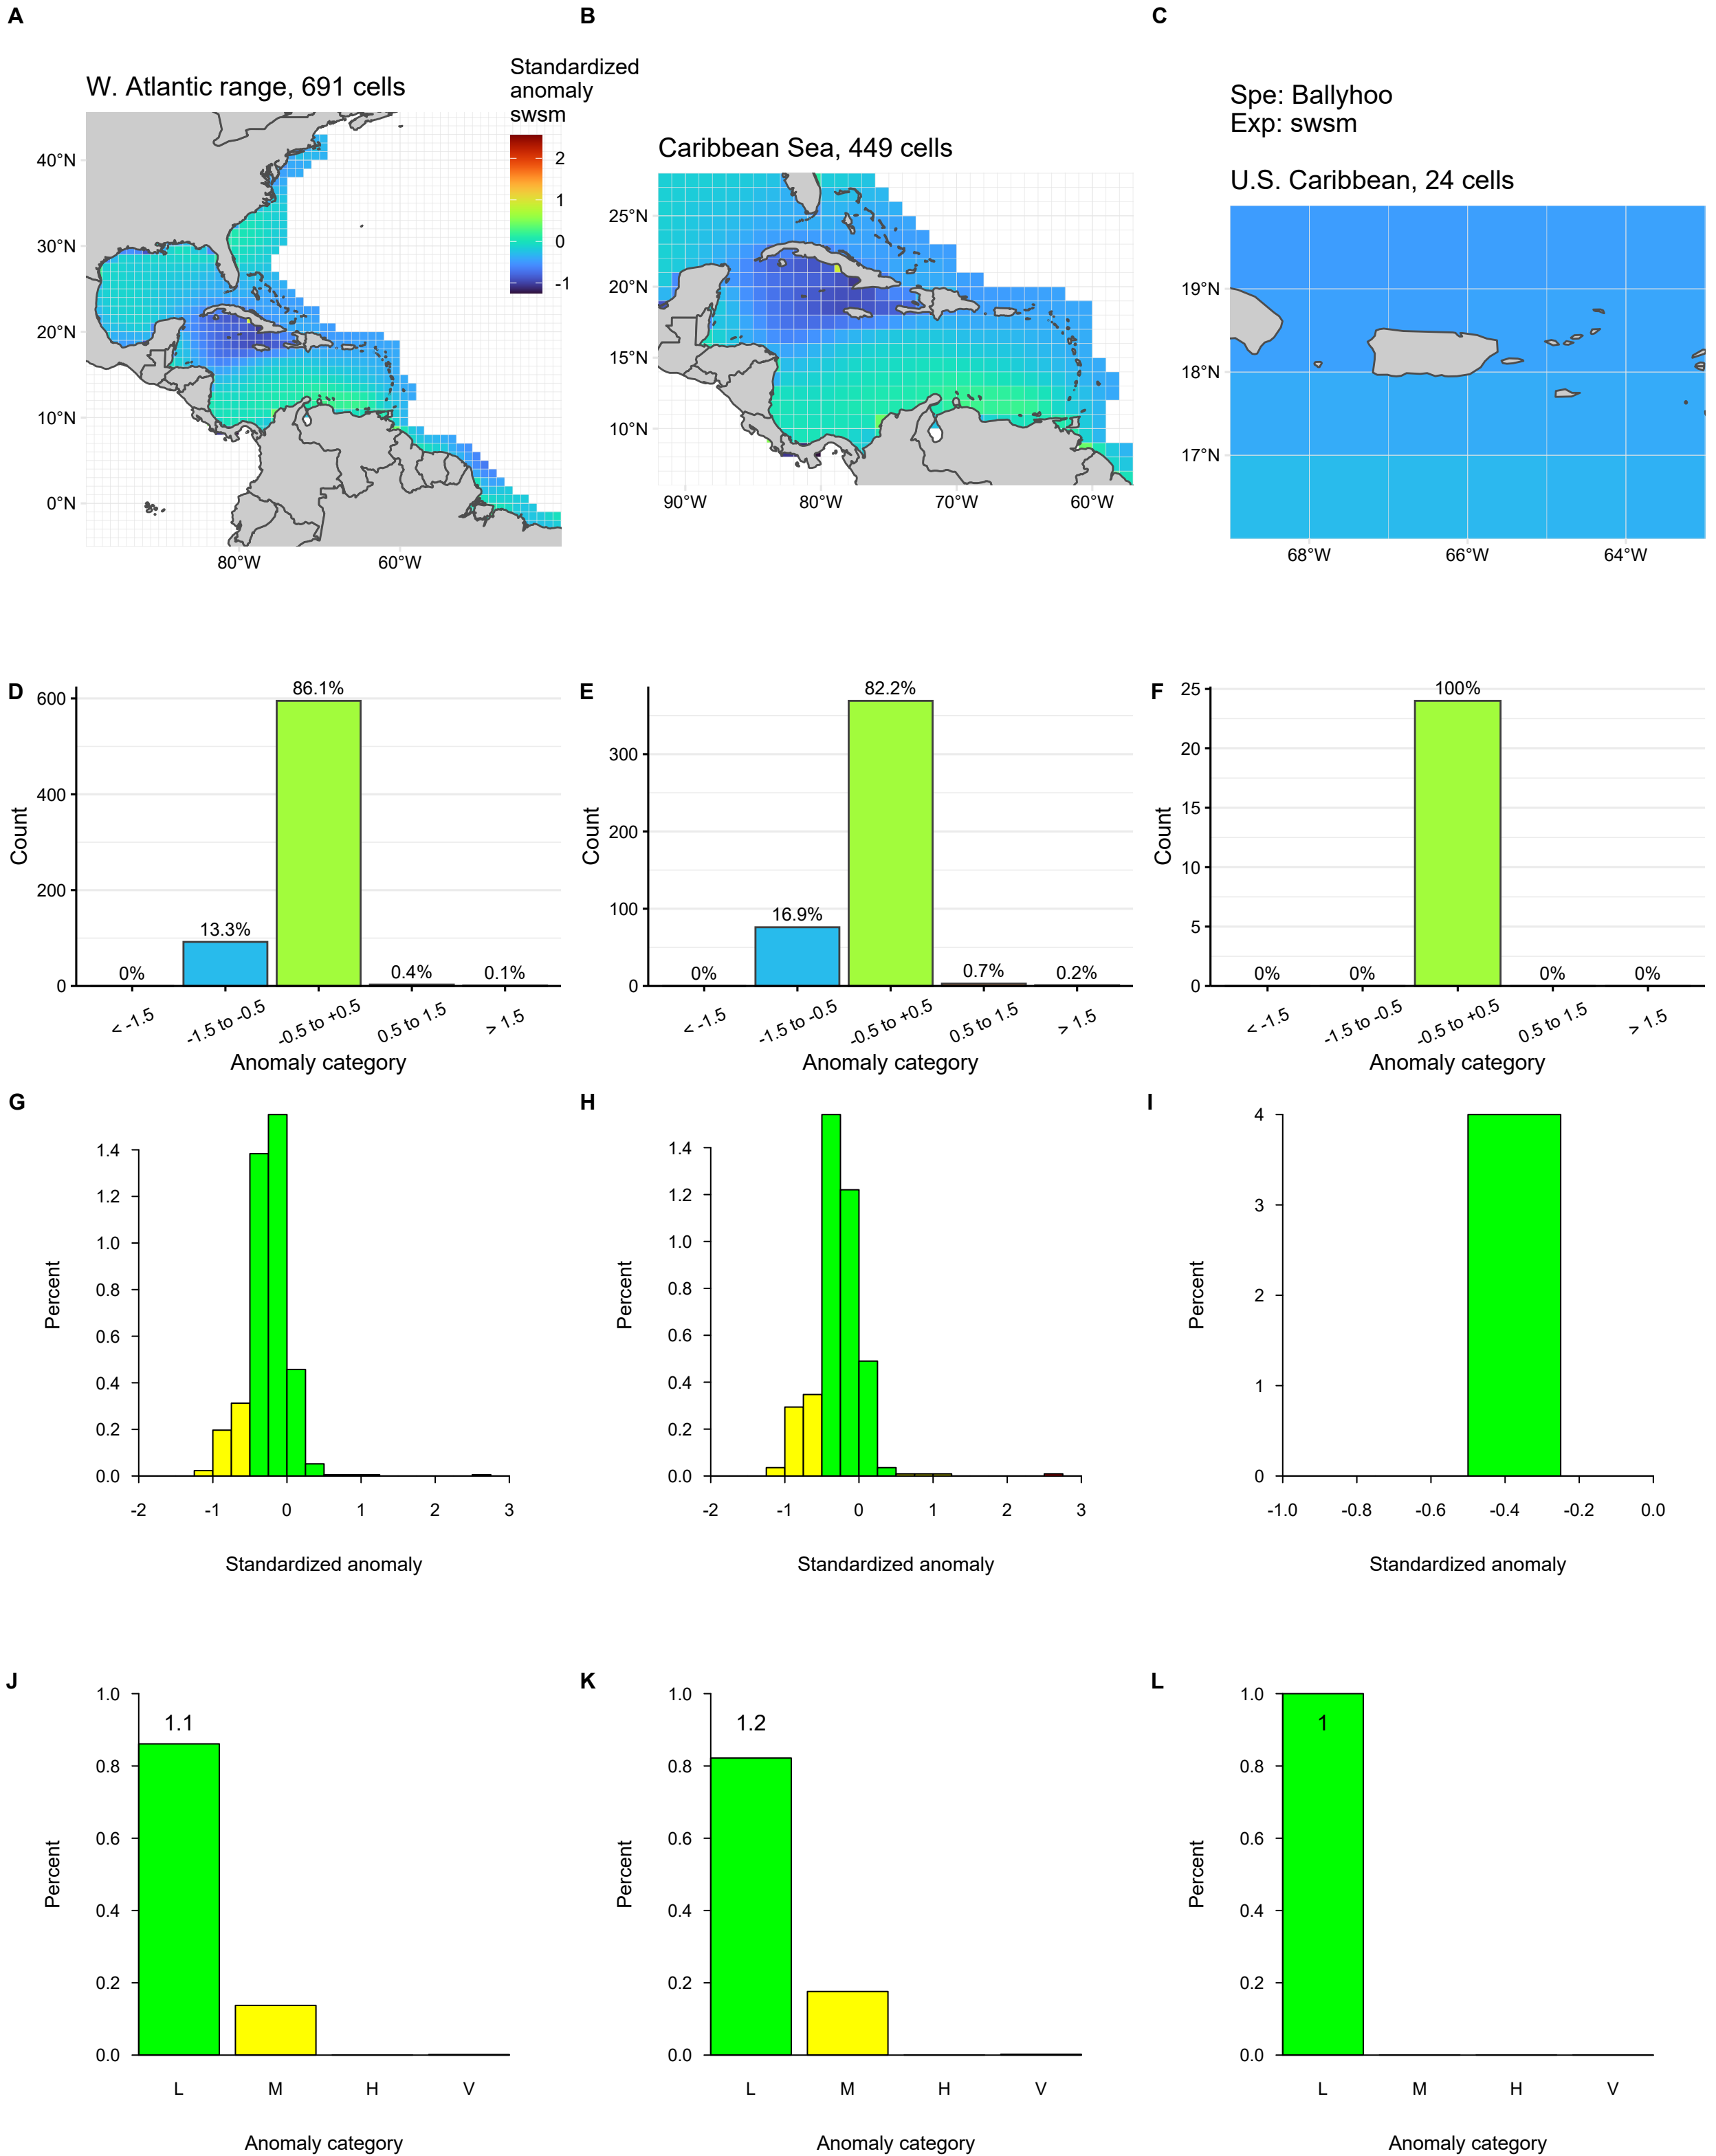 A
B
C
W. Atlantic range, 691 cells
Standardized
anomaly
swsm
2
1
0
-1
40°N
30°N
20°N
10°N
0°N
80°W
60°W
Caribbean Sea, 449 cells
25°N
20°N
15°N
10°N
90°W
80°W
70°W
60°W
Spe: Ballyhoo
Exp: swsm
U.S. Caribbean, 24 cells
19°N
18°N
17°N
68°W
66°W
64°W
D
Count
600
400
200
0
0%
13.3%
86.1%
0.4%
0.1%
< -1.5
-1.5 to -0.5
-0.5 to +0.5
0.5 to 1.5
> 1.5
Anomaly category
E
Count
300
200
100
0
0%
16.9%
82.2%
0.7%
0.2%
< -1.5
-1.5 to -0.5
-0.5 to +0.5
0.5 to 1.5
> 1.5
Anomaly category
F
Count
25
20
15
10
5
0
0%
0%
100%
0%
0%
< -1.5
-1.5 to -0.5
-0.5 to +0.5
0.5 to 1.5
> 1.5
Anomaly category
G
Percent
1.4
1.2
1.0
0.8
0.6
0.4
0.2
0.0
-2
-1
0
1
2
3
Standardized anomaly
H
Percent
1.4
1.2
1.0
0.8
0.6
0.4
0.2
0.0
-2
-1
0
1
2
3
Standardized anomaly
I
Percent
4
3
2
1
0
-1.0
-0.8
-0.6
-0.4
-0.2
0.0
Standardized anomaly
J
Percent
1.0
0.8
0.6
0.4
0.2
0.0
1.1
L
M
H
V
Anomaly category
K
Percent
1.0
0.8
0.6
0.4
0.2
0.0
1.2
L
M
H
V
Anomaly category
L
Percent
1.0
0.8
0.6
0.4
0.2
0.0
1
L
M
H
V
Anomaly category